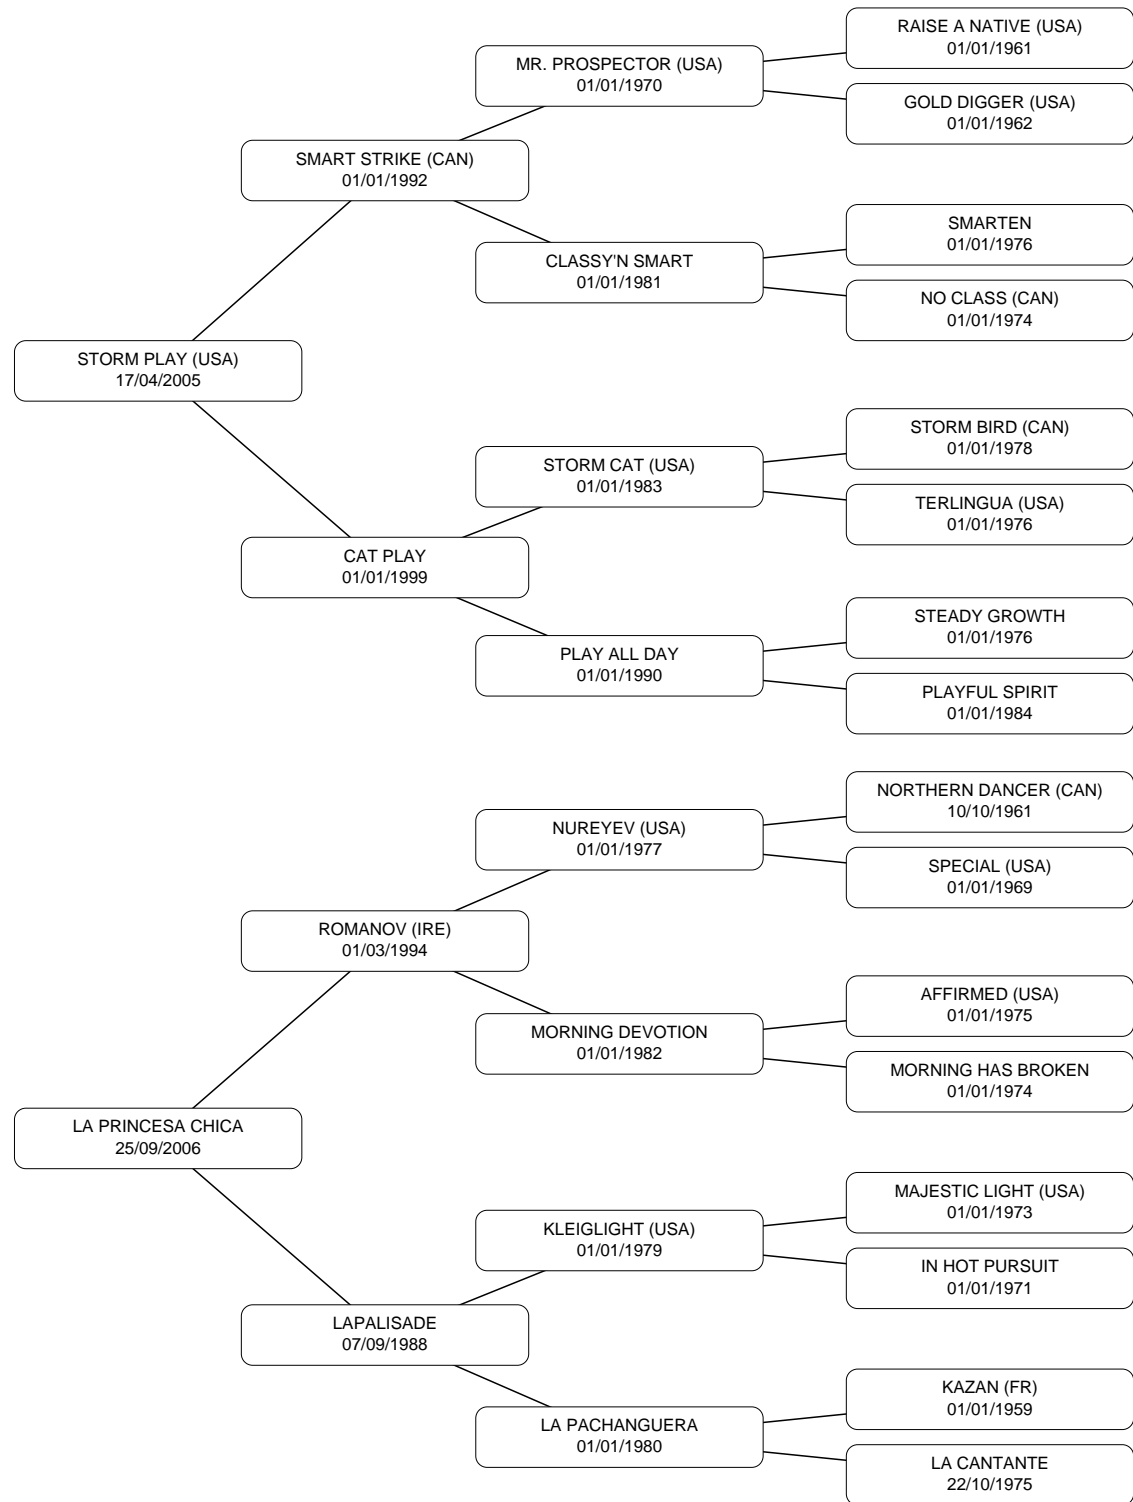 RAISE A NATIVE (USA)
01/01/1961
MR. PROSPECTOR (USA)
01/01/1970
GOLD DIGGER (USA)
01/01/1962
SMART STRIKE (CAN)
01/01/1992
SMARTEN
01/01/1976
CLASSY'N SMART
01/01/1981
NO CLASS (CAN)
01/01/1974
STORM PLAY (USA)
17/04/2005
STORM BIRD (CAN)
01/01/1978
STORM CAT (USA)
01/01/1983
TERLINGUA (USA)
01/01/1976
CAT PLAY
01/01/1999
STEADY GROWTH
01/01/1976
PLAY ALL DAY
01/01/1990
PLAYFUL SPIRIT
01/01/1984
NORTHERN DANCER (CAN)
10/10/1961
NUREYEV (USA)
01/01/1977
SPECIAL (USA)
01/01/1969
ROMANOV (IRE)
01/03/1994
AFFIRMED (USA)
01/01/1975
MORNING DEVOTION
01/01/1982
MORNING HAS BROKEN
01/01/1974
LA PRINCESA CHICA
25/09/2006
MAJESTIC LIGHT (USA)
01/01/1973
KLEIGLIGHT (USA)
01/01/1979
IN HOT PURSUIT
01/01/1971
LAPALISADE
07/09/1988
KAZAN (FR)
01/01/1959
LA PACHANGUERA
01/01/1980
LA CANTANTE
22/10/1975